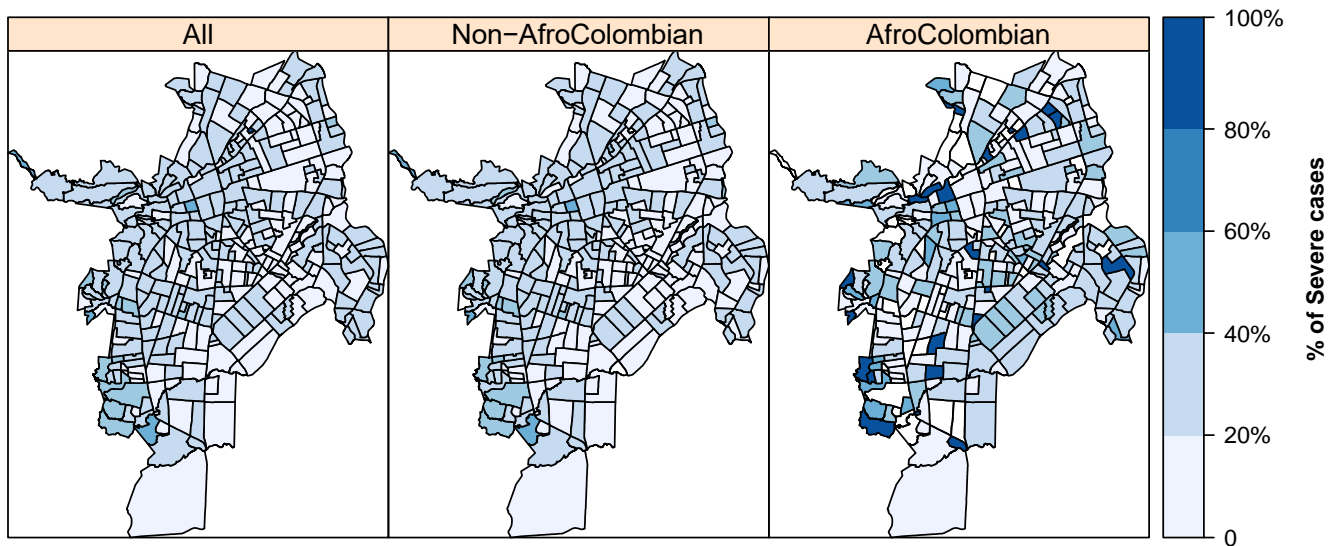 All
Non−AfroColombian
AfroColombian
100%
80%
60%
40%
20%
0
% of Severe cases